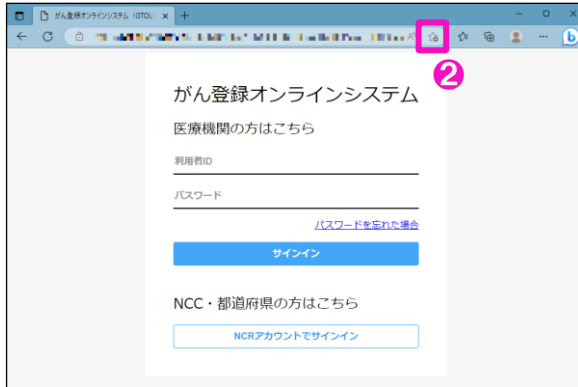 がん登録オンラインシステム (GTOL)
2
がん登録オンラインシステム
医療機関の方はこちら
利用者ID
パスワード
パスワードを忘れた場合
サインイン
NCC・都道府県の方はこちら
NCRアカウントでサインイン